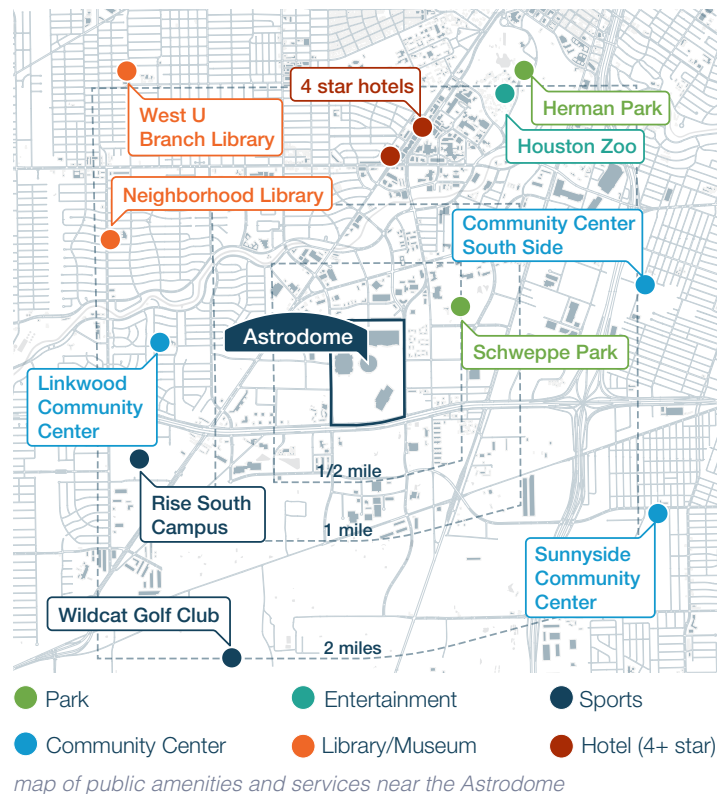 4 star hotels
West U
Branch Library
Herman Park
Houston Zoo
Neighborhood Library
Community Center
South Side
Astrodome
Schweppe Park
Linkwood
Community
Center
1/2 mile
Rise South
Campus
1 mile
Sunnyside
Community
Center
Wildcat Golf Club
2 miles
Park
Entertainment
Sports
Community Center
Library/Museum
Hotel (4+ star)
map of public amenities and services near the Astrodome